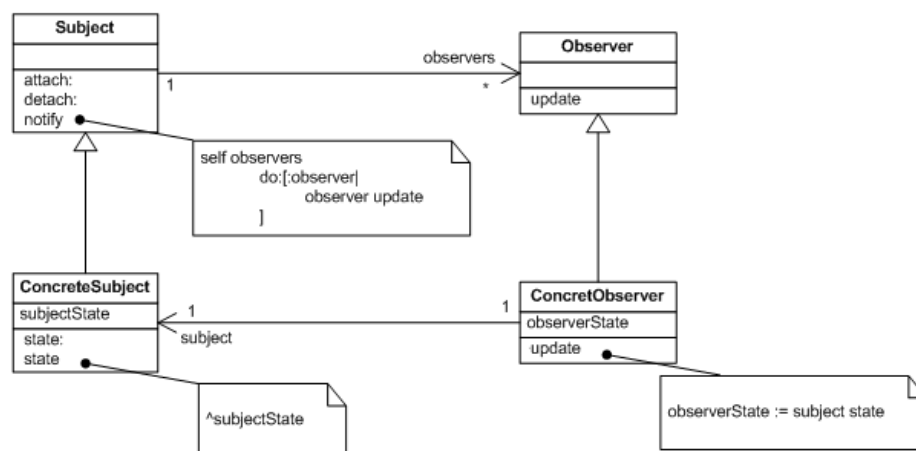 Subject
attach:
detach:
notify
observers
1
*
Observer
update
self observers
do:[:observer|
observer update
]
ConcreteSubject
subjectState
state:
state
1
subject
1
ConcretObserver
observerState
update
^subjectState
observerState := subject state